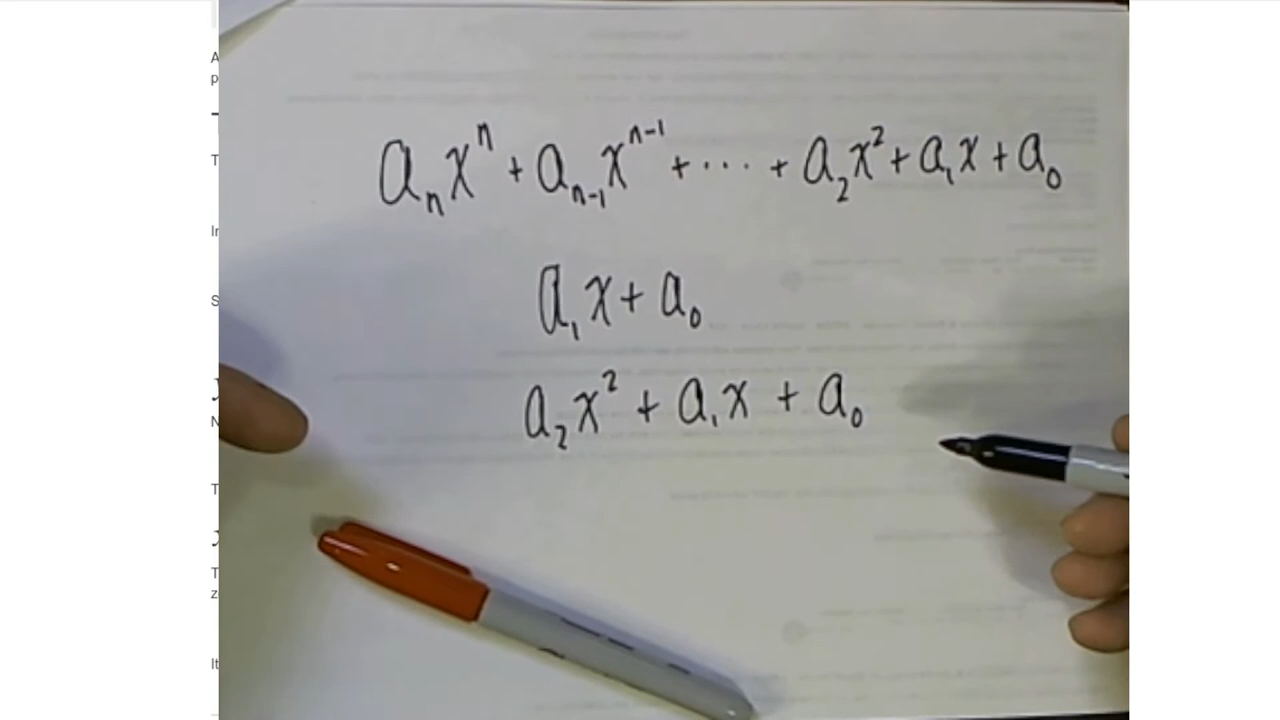 aₙxⁿ + aₙ₋₁xⁿ⁻¹ + ⋯ + a₂x² + a₁x + a₀
a₁x + a₀
a₂x² + a₁x + a₀